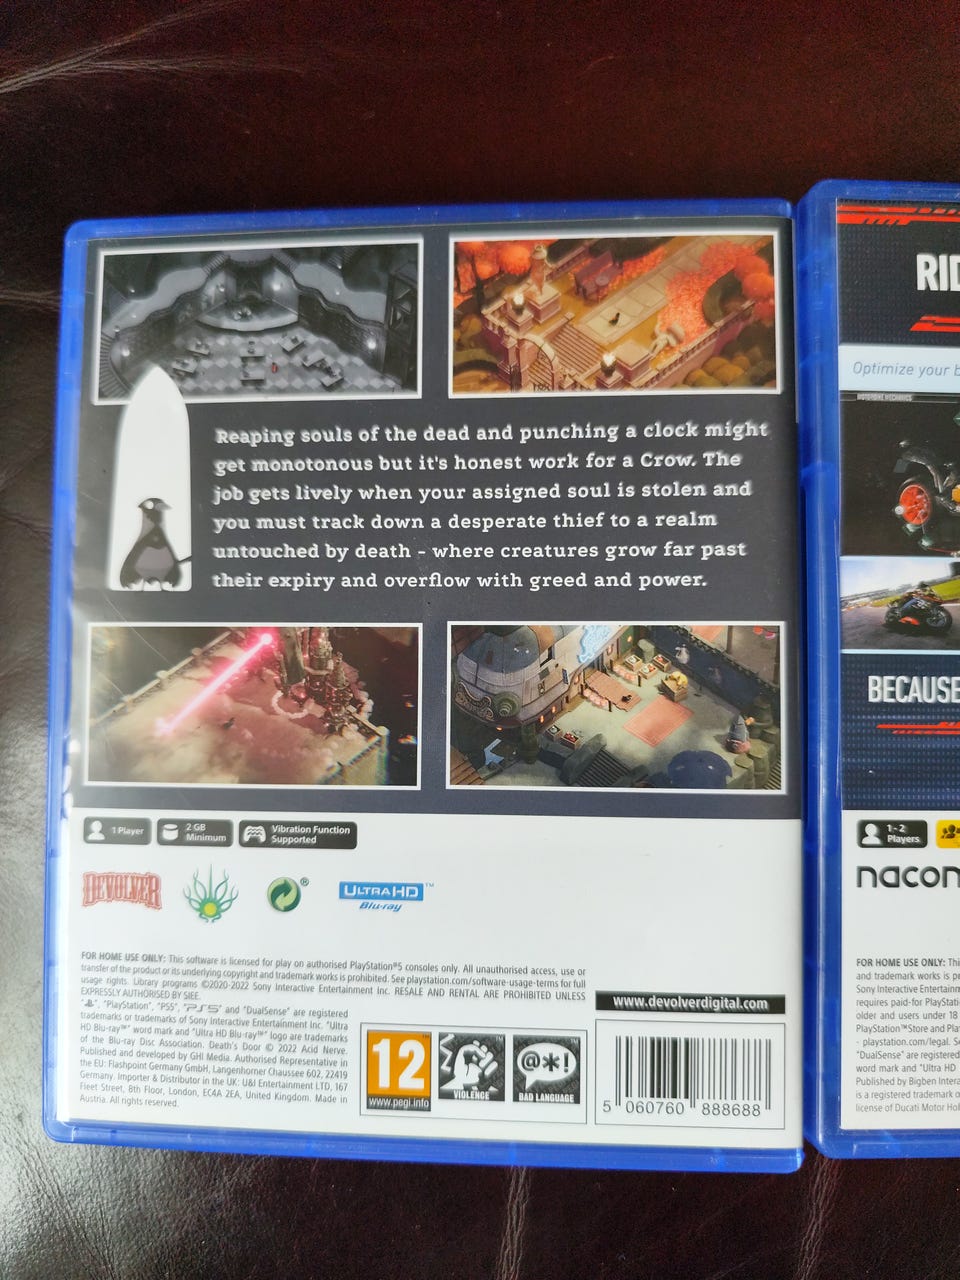 Reaping souls of the dead and punching a clock might
get monotonous but it's honest work for a Crow. The
job gets lively when your assigned soul is stolen and
you must track down a desperate thief to a realm
untouched by death - where creatures grow far past
their expiry and overflow with greed and power.
1 Player
2 GB
Minimum
Vibration Function
Supported
DEVOLVER
®
ULTRA HD™
Blu-ray
FOR HOME USE ONLY: This software is licensed for play on authorised PlayStation®5 consoles only. All unauthorised access, use or
transfer of the product or its underlying copyright and trademark works is prohibited. See playstation.com/software-usage-terms for full
usage rights. Library programs ©2020-2022 Sony Interactive Entertainment Inc. RESALE AND RENTAL ARE PROHIBITED UNLESS
EXPRESSLY AUTHORISED BY SIEE.
", "PlayStation", "PS5", "PS5" and "DualSense" are registered
trademarks or trademarks of Sony Interactive Entertainment Inc. "Ultra
HD Blu-ray™" word mark and "Ultra HD Blu-ray™" logo are trademarks
of the Blu-ray Disc Association. Death's Door © 2022 Acid Nerve.
Published and developed by GHI Media. Authorised Representative in
the EU: Flashpoint Germany GmbH, Langenhorner Chaussee 602, 22419
Germany. Importer & Distributor in the UK: U&I Entertainment LTD, 167
Fleet Street, 8th Floor, London, EC4A 2EA, United Kingdom. Made in
Austria. All rights reserved.
12
www.pegi.info
VIOLENCE
@*!
BAD LANGUAGE
www.devolverdigital.com
5 060760 888688
RID
Optimize your b
MOTORBIKE MECHANICS
BECAUSE
1-2
Players
nacon
FOR HOME USE ONLY: Thi
and trademark works is p
Sony Interactive Entertainm
requires paid-for PlayStatio
older and users under 18
PlayStation™Store and Pla
- playstation.com/legal. S
"DualSense" are registered
word mark and "Ultra HD
Published by Bigben Intera
is a registered trademark o
license of Ducati Motor Hol